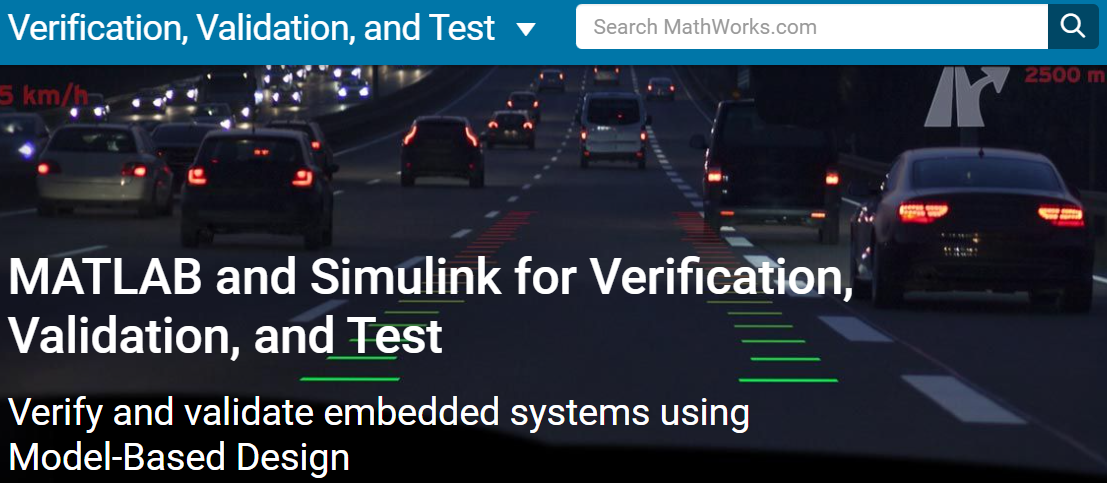 Verification, Validation, and Test
Search MathWorks.com
5 km/h
2500 m
MATLAB and Simulink for Verification,
Validation, and Test
Verify and validate embedded systems using
Model-Based Design